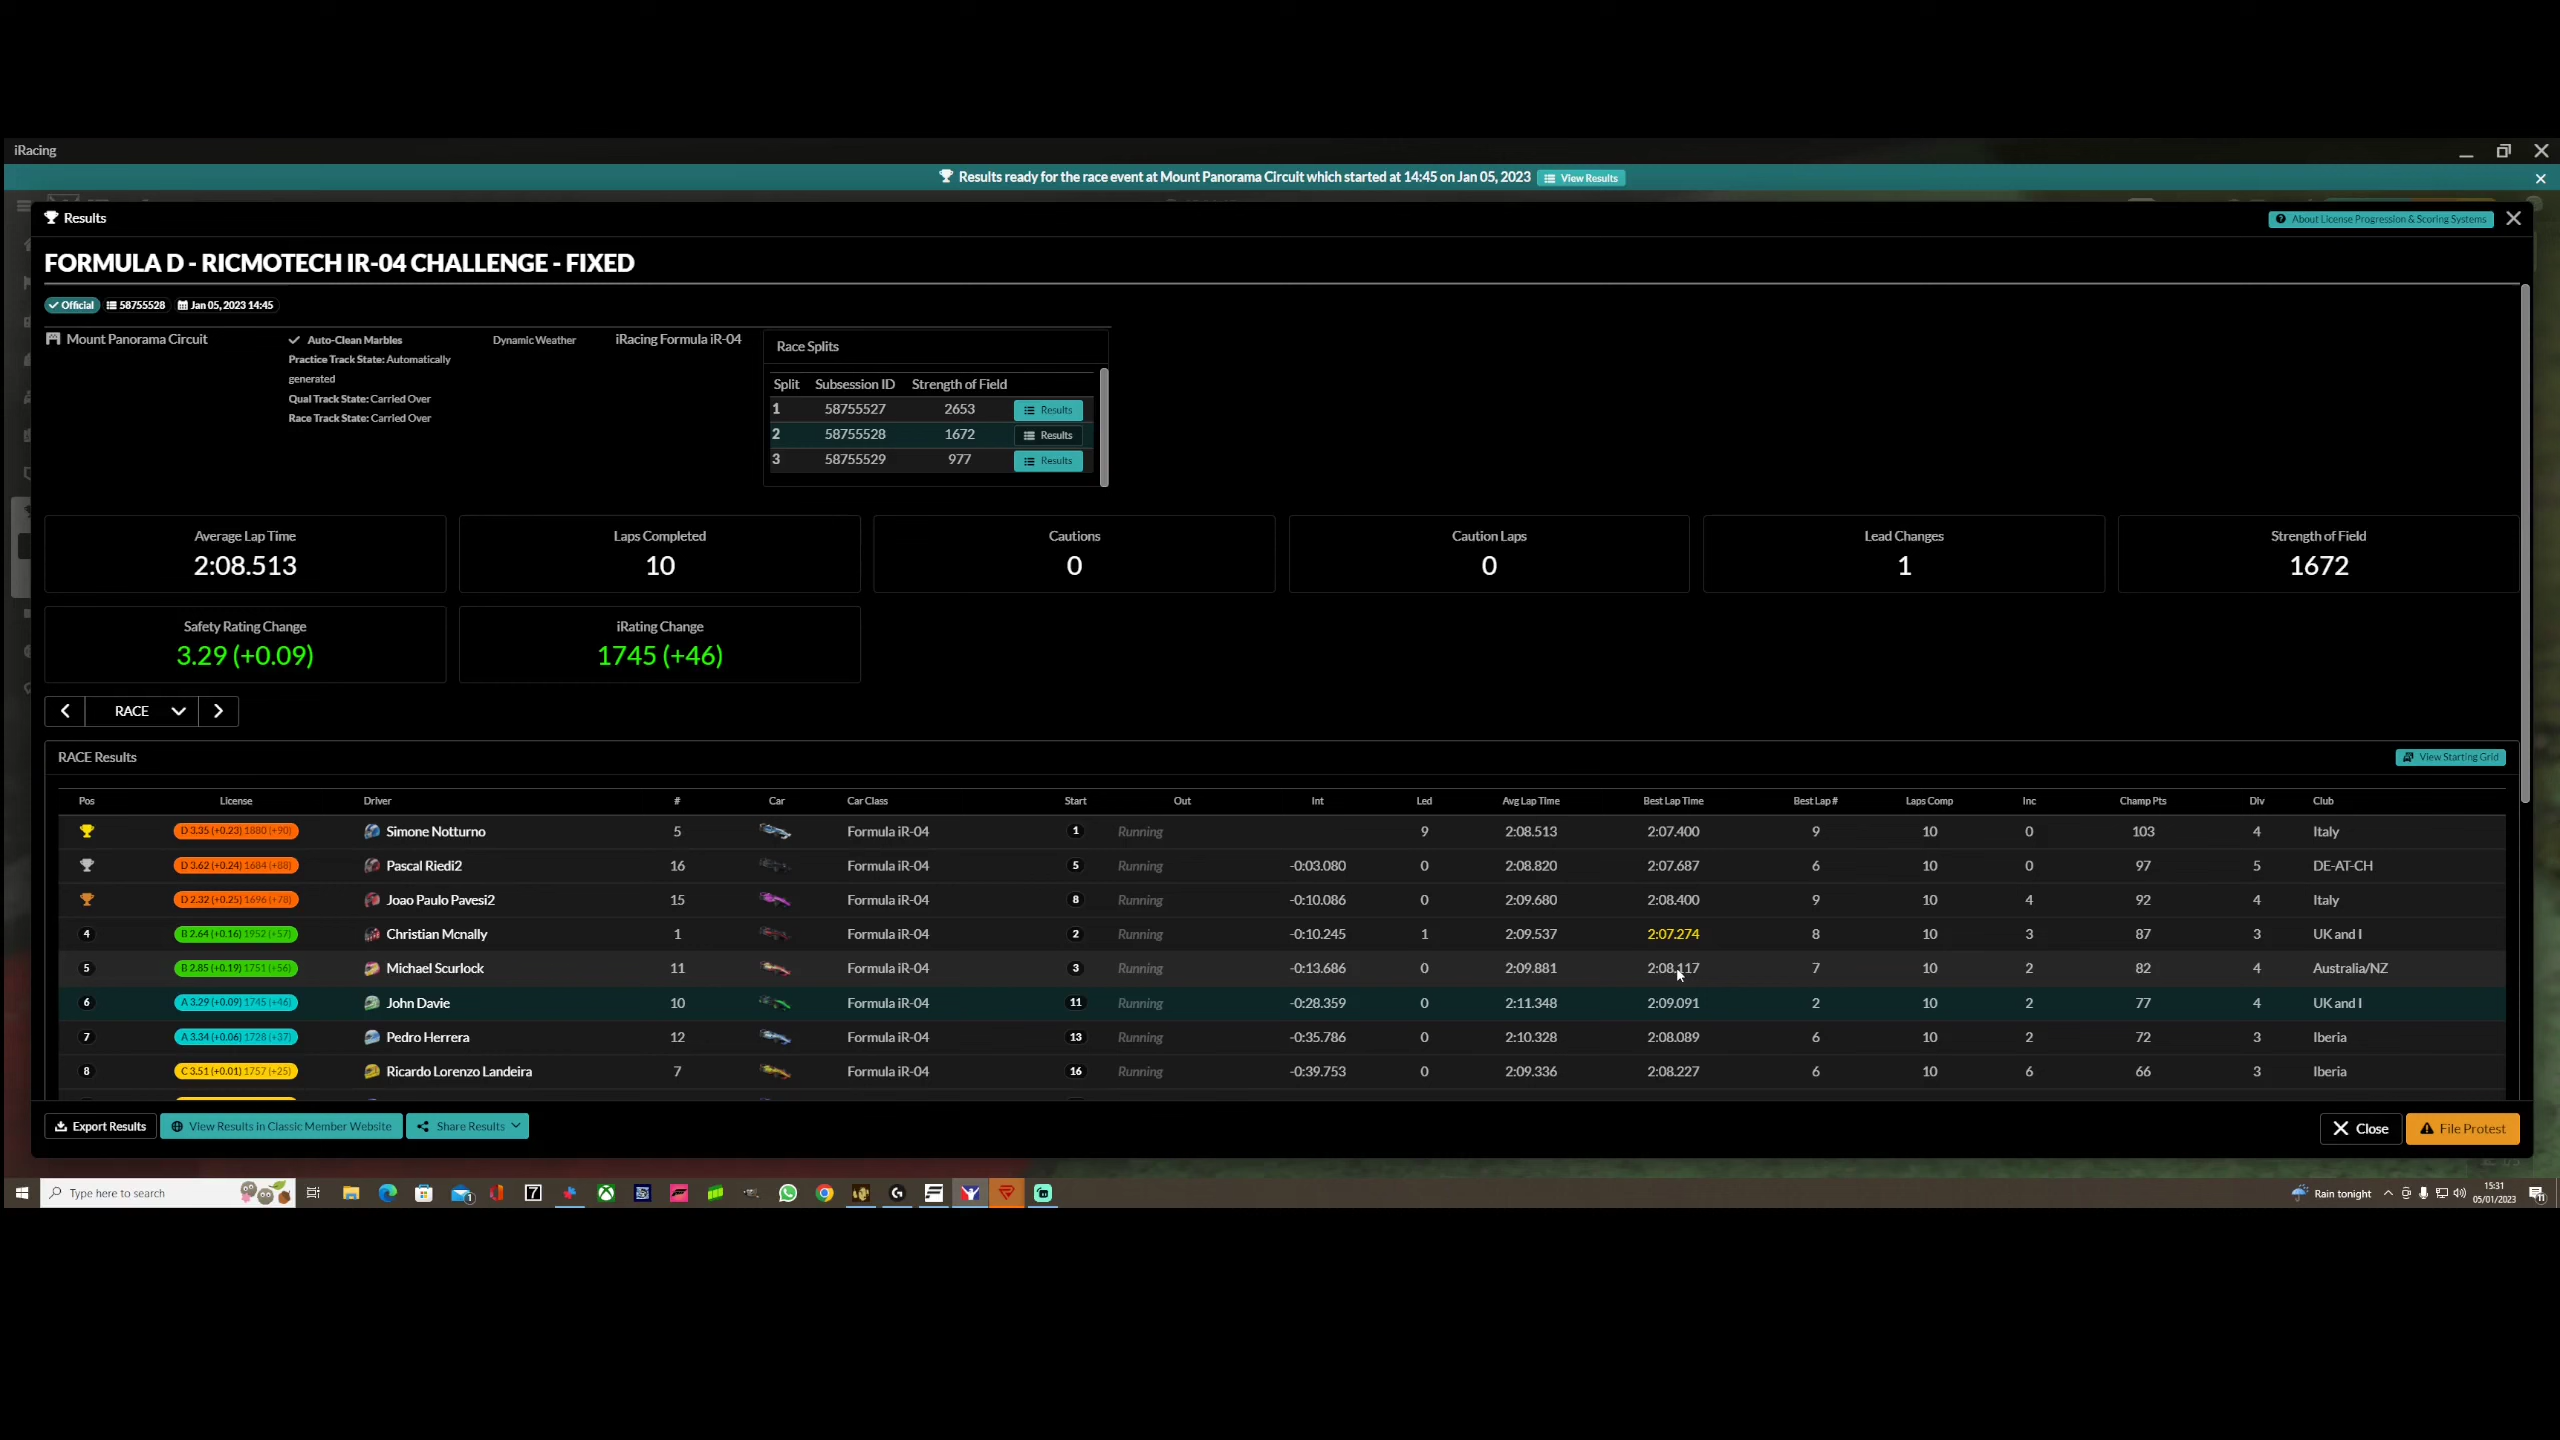 iRacing
Results ready for the race event at Mount Panorama Circuit which started at 14:45 on Jan 05, 2023 View Results
Results
About License Progression & Scoring Systems
FORMULA D - RICMOTECH IR-04 CHALLENGE - FIXED
Official 58755528 Jan 05, 2023 14:45
Mount Panorama Circuit
Auto-Clean Marbles
Practice Track State: Automatically
generated
Qual Track State: Carried Over
Race Track State: Carried Over
Dynamic Weather
iRacing Formula iR-04
Race Splits
Split Subsession ID Strength of Field
1 58755527 2653 Results
2 58755528 1672 Results
3 58755529 977 Results
Average Lap Time
2:08.513
Laps Completed
10
Cautions
0
Caution Laps
0
Lead Changes
1
Strength of Field
1672
Safety Rating Change
3.29 (+0.09)
iRating Change
1745 (+46)
RACE
RACE Results
View Starting Grid
Pos License Driver # Car Car Class Start Out Int Led Avg Lap Time Best Lap Time Best Lap # Laps Comp Inc Champ Pts Div Club
D 3.35 (+0.23) 1880 (+90) Simone Notturno 5 Formula iR-04 1 Running 9 2:08.513 2:07.400 9 10 0 103 4 Italy
D 3.62 (+0.24) 1684 (+88) Pascal Riedi2 16 Formula iR-04 5 Running -0:03.080 0 2:08.820 2:07.687 6 10 0 97 5 DE-AT-CH
D 2.32 (+0.25) 1696 (+78) Joao Paulo Pavesi2 15 Formula iR-04 8 Running -0:10.086 0 2:09.680 2:08.400 9 10 4 92 4 Italy
4 B 2.64 (+0.16) 1952 (+57) Christian Mcnally 1 Formula iR-04 2 Running -0:10.245 1 2:09.537 2:07.274 8 10 3 87 3 UK and I
5 B 2.85 (+0.19) 1751 (+56) Michael Scurlock 11 Formula iR-04 3 Running -0:13.686 0 2:09.881 2:08.117 7 10 2 82 4 Australia/NZ
6 A 3.29 (+0.09) 1745 (+46) John Davie 10 Formula iR-04 11 Running -0:28.359 0 2:11.348 2:09.091 2 10 2 77 4 UK and I
7 A 3.34 (+0.06) 1728 (+37) Pedro Herrera 12 Formula iR-04 13 Running -0:35.786 0 2:10.328 2:08.089 6 10 2 72 3 Iberia
8 C 3.51 (+0.01) 1757 (+25) Ricardo Lorenzo Landeira 7 Formula iR-04 16 Running -0:39.753 0 2:09.336 2:08.227 6 10 6 66 3 Iberia
Export Results View Results in Classic Member Website Share Results
Close File Protest
Type here to search
Rain tonight
15:31
05/01/2023